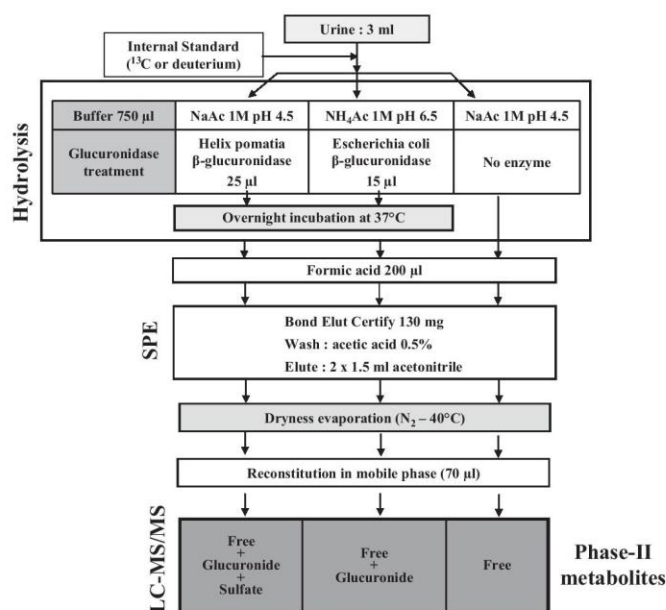 Urine : 3 ml
Internal Standard
(¹³C or deuterium)
Hydrolysis
Buffer 750 µl
NaAc 1M pH 4.5
NH₄Ac 1M pH 6.5
NaAc 1M pH 4.5
Glucuronidase
treatment
Helix pomatia
β-glucuronidase
25 µl
Escherichia coli
β-glucuronidase
15 µl
No enzyme
Overnight incubation at 37°C
Formic acid 200 µl
SPE
Bond Elut Certify 130 mg
Wash : acetic acid 0.5%
Elute : 2 x 1.5 ml acetonitrile
Dryness evaporation (N₂ – 40°C)
Reconstitution in mobile phase (70 µl)
LC-MS/MS
Free
+
Glucuronide
+
Sulfate
Free
+
Glucuronide
Free
Phase-II
metabolites